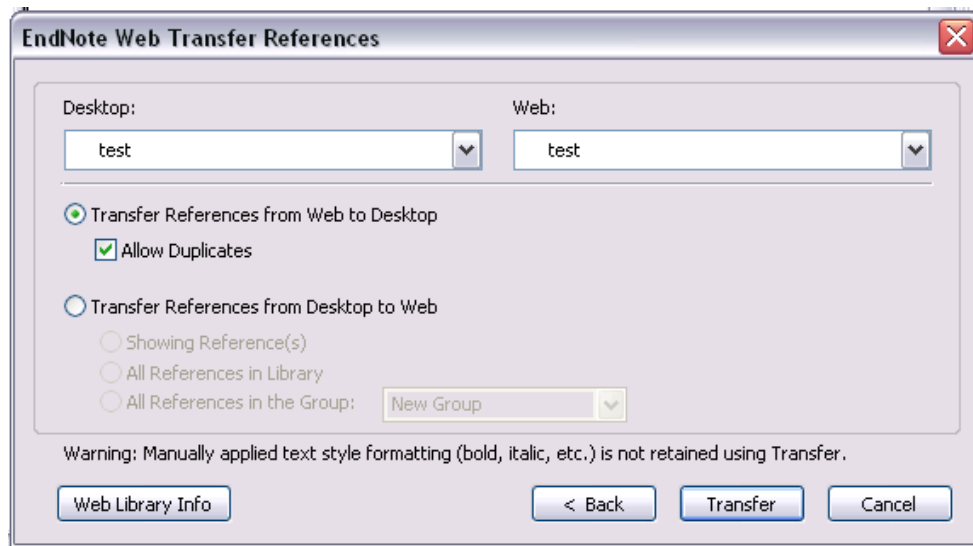 EndNote Web Transfer References
Desktop: Web:
test test
Transfer References from Web to Desktop
Allow Duplicates
Transfer References from Desktop to Web
Showing Reference(s)
All References in Library
All References in the Group: New Group
Warning: Manually applied text style formatting (bold, italic, etc.) is not retained using Transfer.
Web Library Info < Back Transfer Cancel